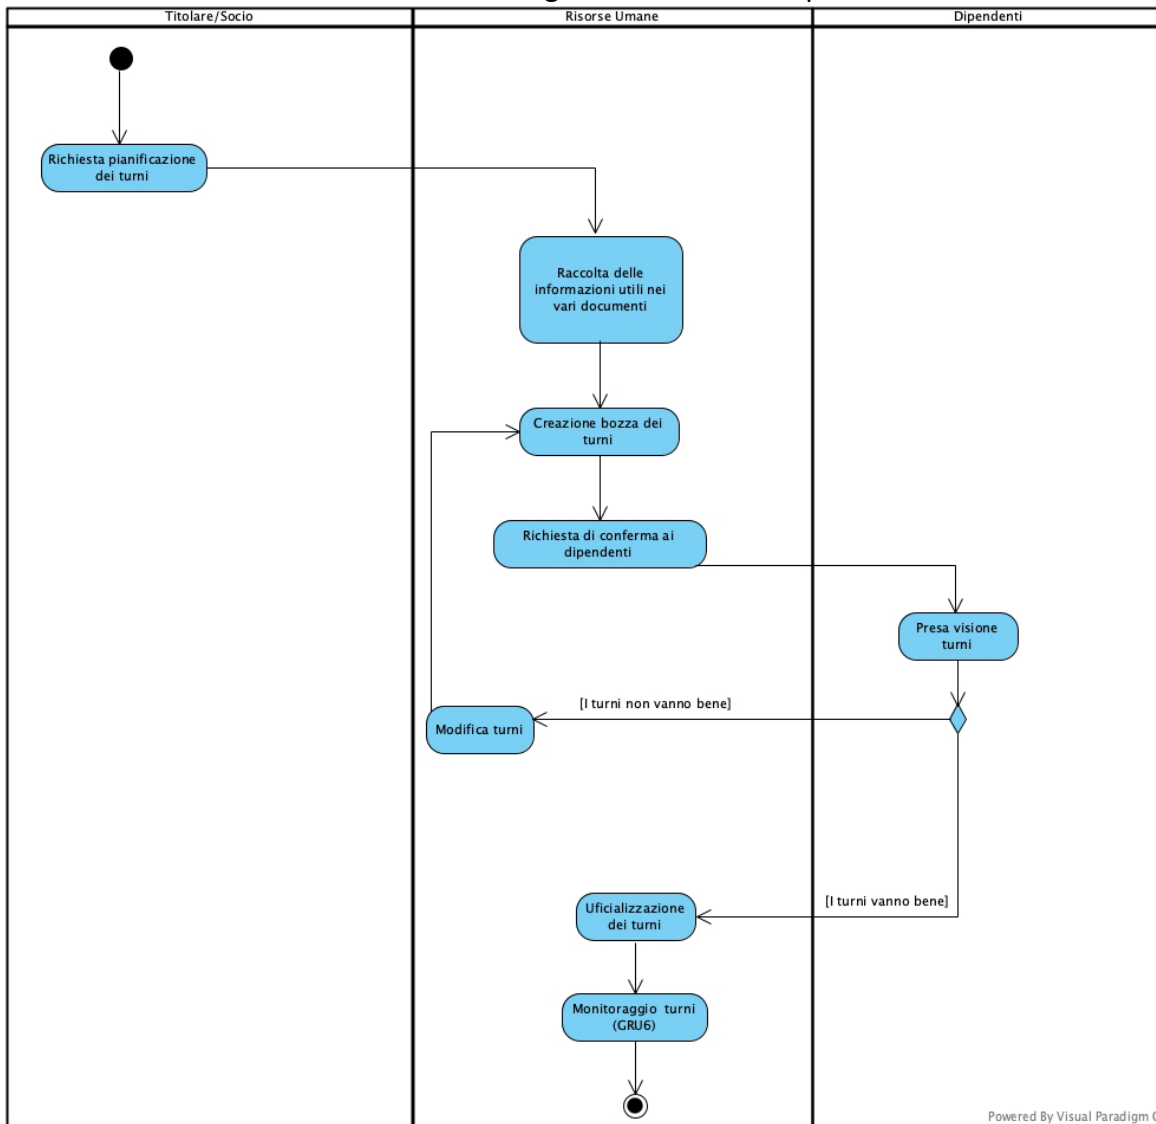 Titolare/Socio
Risorse Umane
Dipendenti
Richiesta pianificazione
dei turni
Raccolta delle
informazioni utili nei
vari documenti
Creazione bozza dei
turni
Richiesta di conferma ai
dipendenti
Presa visione
turni
[I turni non vanno bene]
Modifica turni
[I turni vanno bene]
Uficializzazione
dei turni
Monitoraggio turni
(GRU6)
Powered By Visual Paradigm